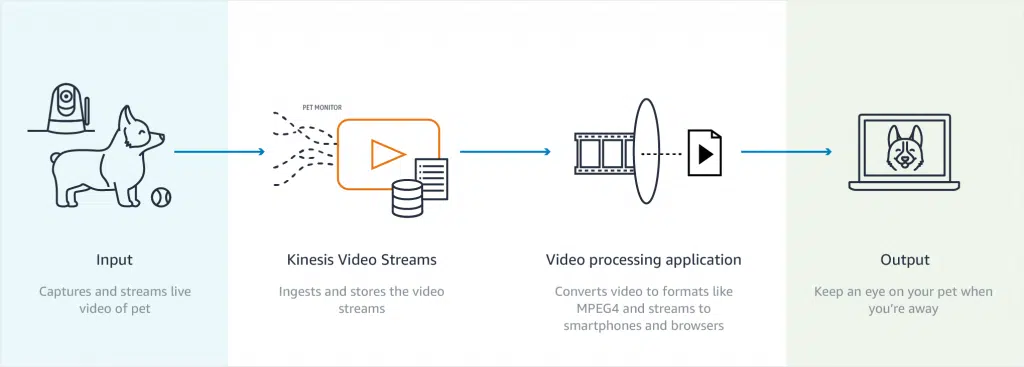 PET MONITOR
Input
Captures and streams live
video of pet
Kinesis Video Streams
Ingests and stores the video
streams
Video processing application
Converts video to formats like
MPEG4 and streams to
smartphones and browsers
Output
Keep an eye on your pet when
you're away